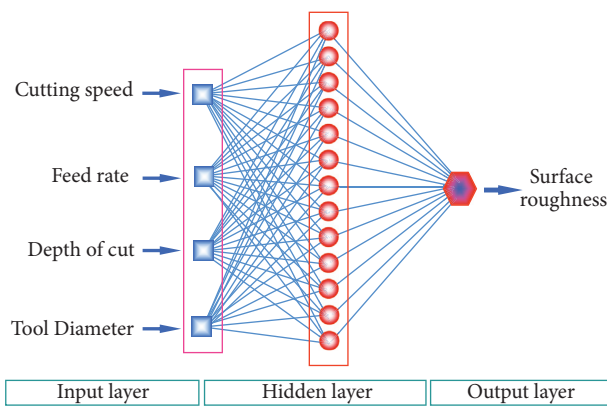 Cutting speed
Feed rate
Depth of cut
Tool Diameter
Surface
roughness
Input layer
Hidden layer
Output layer